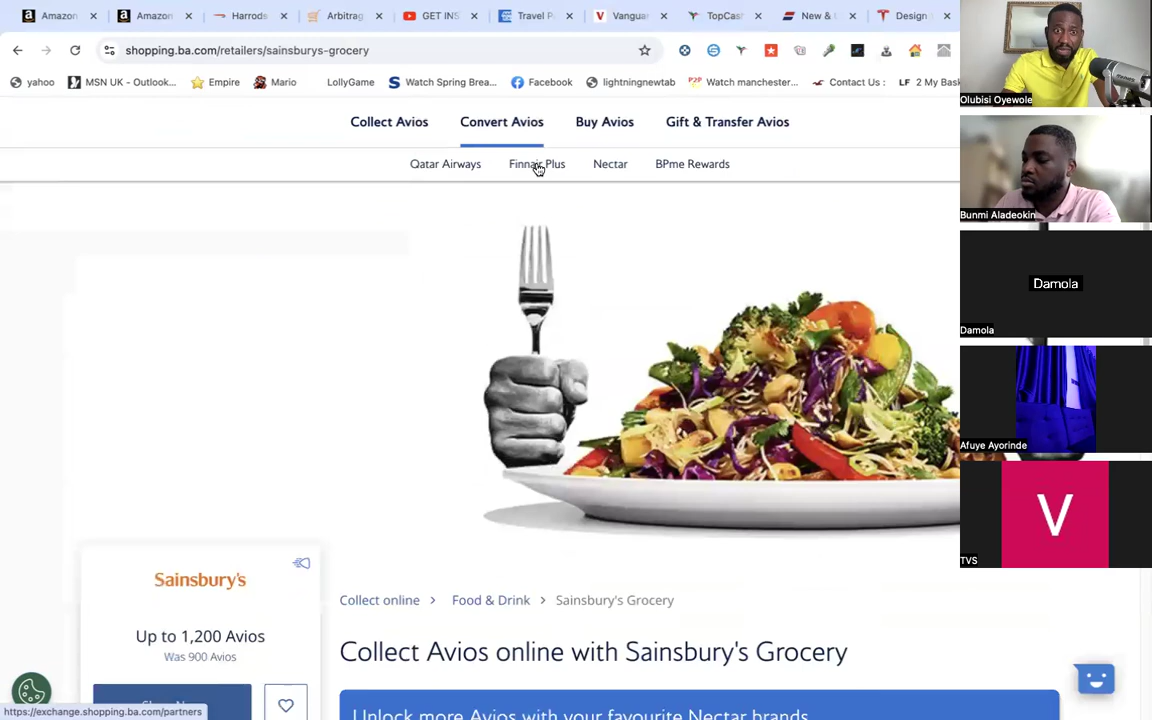 Amazon
Amazon
Harrods
Arbitrag
GET INS
Travel P
Vangua
TopCas
New &
Design
shopping.ba.com/retailers/sainsburys-grocery
yahoo
MSN UK - Outlook...
Empire
Mario
LollyGame
Watch Spring Brea...
Facebook
lightningnewtab
P2P
Watch manchester...
Contact Us :
LF
2 My Bask
Collect Avios
Convert Avios
Buy Avios
Gift & Transfer Avios
Qatar Airways
Finnair Plus
Nectar
BPme Rewards
Sainsbury's
Up to 1,200 Avios
Was 900 Avios
Collect online > Food & Drink > Sainsbury's Grocery
Collect Avios online with Sainsbury's Grocery
Unlock more Avios with your favourite Nectar brands
https://exchange.shopping.ba.com/partners
Olubisi Oyewole
Bunmi Aladeokin
Damola
Damola
Afuye Ayorinde
V
TVS